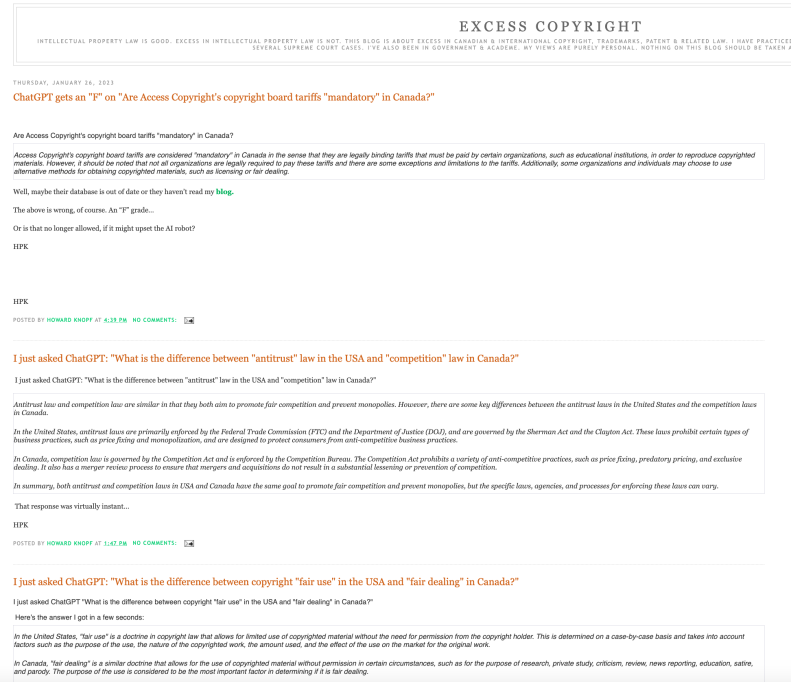 EXCESS COPYRIGHT
INTELLECTUAL PROPERTY LAW IS GOOD. EXCESS IN INTELLECTUAL PROPERTY LAW IS NOT. THIS BLOG IS ABOUT EXCESS IN CANADIAN & INTERNATIONAL COPYRIGHT, TRADEMARKS, PATENT & RELATED LAW. I HAVE PRACTICED
SEVERAL SUPREME COURT CASES. I'VE ALSO BEEN IN GOVERNMENT & ACADEME. MY VIEWS ARE PURELY PERSONAL. NOTHING ON THIS BLOG SHOULD BE TAKEN A
THURSDAY, JANUARY 26, 2023
ChatGPT gets an "F" on "Are Access Copyright's copyright board tariffs "mandatory" in Canada?"
Are Access Copyright's copyright board tariffs "mandatory" in Canada?
Access Copyright's copyright board tariffs are considered "mandatory" in Canada in the sense that they are legally binding tariffs that must be paid by certain organizations, such as educational institutions, in order to reproduce copyrighted
materials. However, it should be noted that not all organizations are legally required to pay these tariffs and there are some exceptions and limitations to the tariffs. Additionally, some organizations and individuals may choose to use
alternative methods for obtaining copyrighted materials, such as licensing or fair dealing.
Well, maybe their database is out of date or they haven't read my blog.
The above is wrong, of course. An "F" grade...
Or is that no longer allowed, if it might upset the AI robot?
HPK
HPK
POSTED BY HOWARD KNOPF AT 4:39 PM NO COMMENTS:
I just asked ChatGPT: "What is the difference between "antitrust" law in the USA and "competition" law in Canada?"
I just asked ChatGPT: "What is the difference between "antitrust" law in the USA and "competition" law in Canada?"
Antitrust law and competition law are similar in that they both aim to promote fair competition and prevent monopolies. However, there are some key differences between the antitrust laws in the United States and the competition laws
in Canada.
In the United States, antitrust laws are primarily enforced by the Federal Trade Commission (FTC) and the Department of Justice (DOJ), and are governed by the Sherman Act and the Clayton Act. These laws prohibit certain types of
business practices, such as price fixing and monopolization, and are designed to protect consumers from anti-competitive business practices.
In Canada, competition law is governed by the Competition Act and is enforced by the Competition Bureau. The Competition Act prohibits a variety of anti-competitive practices, such as price fixing, predatory pricing, and exclusive
dealing. It also has a merger review process to ensure that mergers and acquisitions do not result in a substantial lessening or prevention of competition.
In summary, both antitrust and competition laws in USA and Canada have the same goal to promote fair competition and prevent monopolies, but the specific laws, agencies, and processes for enforcing these laws can vary.
That response was virtually instant...
HPK
POSTED BY HOWARD KNOPF AT 1:47 PM NO COMMENTS:
I just asked ChatGPT: "What is the difference between copyright "fair use" in the USA and "fair dealing" in Canada?"
I just asked ChatGPT "What is the difference between copyright "fair use" in the USA and "fair dealing" in Canada?"
Here's the answer I got in a few seconds:
In the United States, "fair use" is a doctrine in copyright law that allows for limited use of copyrighted material without the need for permission from the copyright holder. This is determined on a case-by-case basis and takes into account
factors such as the purpose of the use, the nature of the copyrighted work, the amount used, and the effect of the use on the market for the original work.
In Canada, "fair dealing" is a similar doctrine that allows for the use of copyrighted material without permission in certain circumstances, such as for the purpose of research, private study, criticism, review, news reporting, education, satire,
and parody. The purpose of the use is considered to be the most important factor in determining if it is fair dealing.